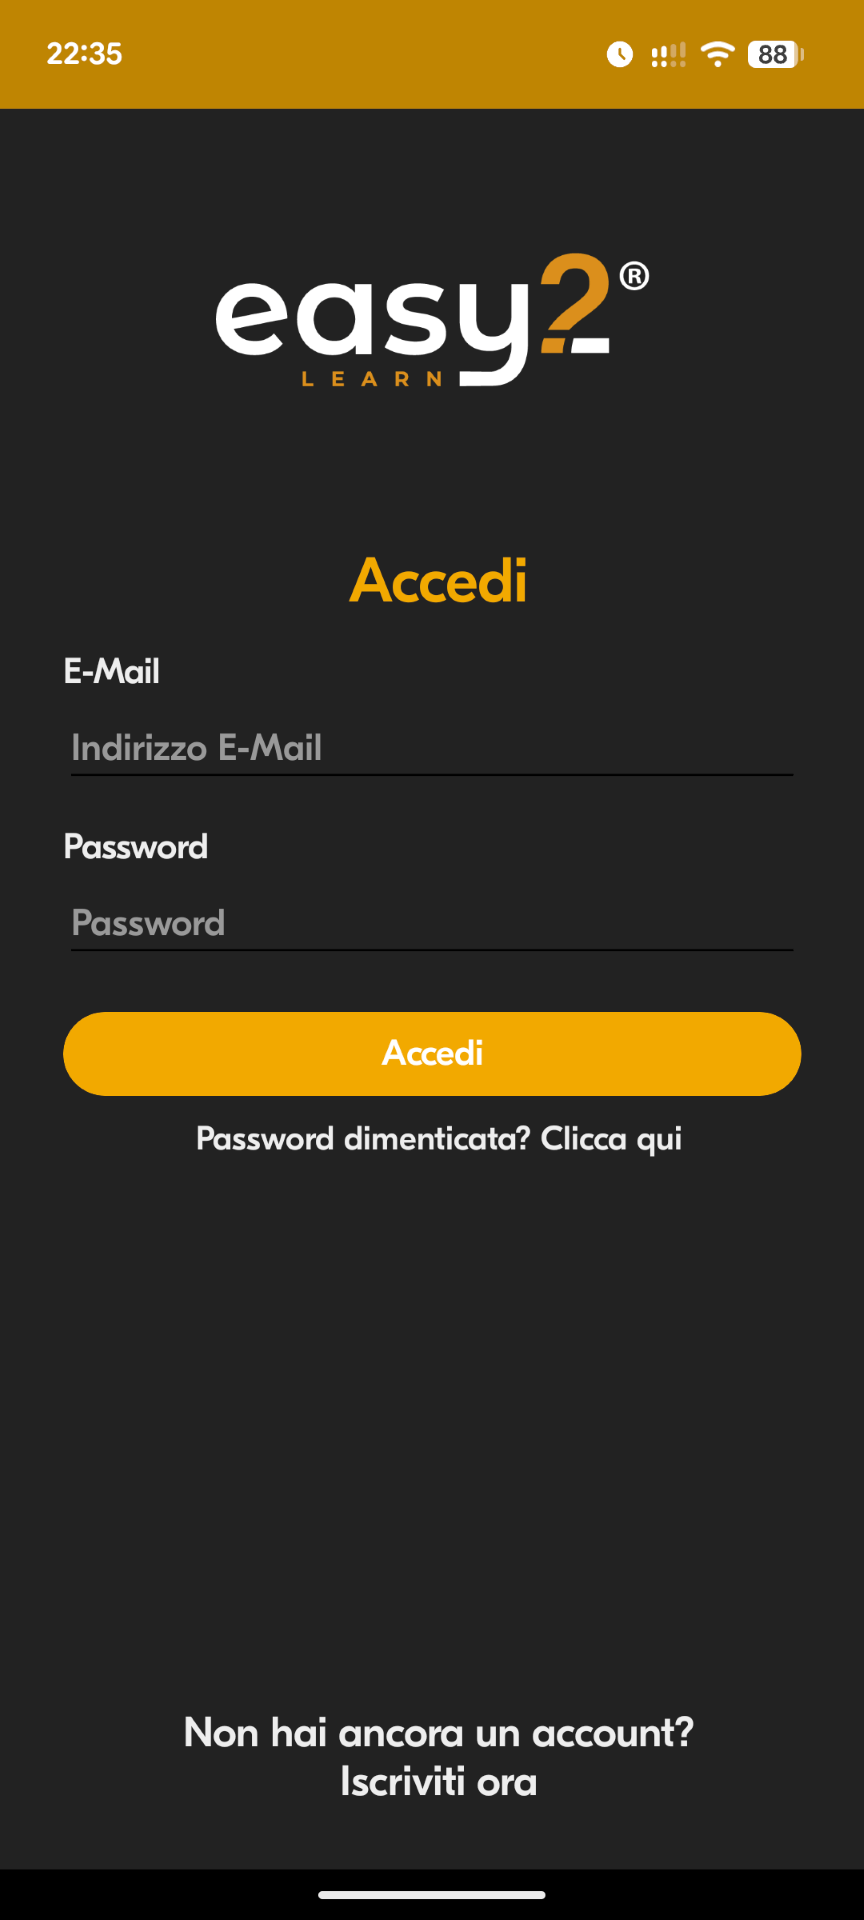 22:35
88
easy2®
LEARN
Accedi
E-Mail
Indirizzo E-Mail
Password
Password
Accedi
Password dimenticata? Clicca qui
Non hai ancora un account?
Iscriviti ora